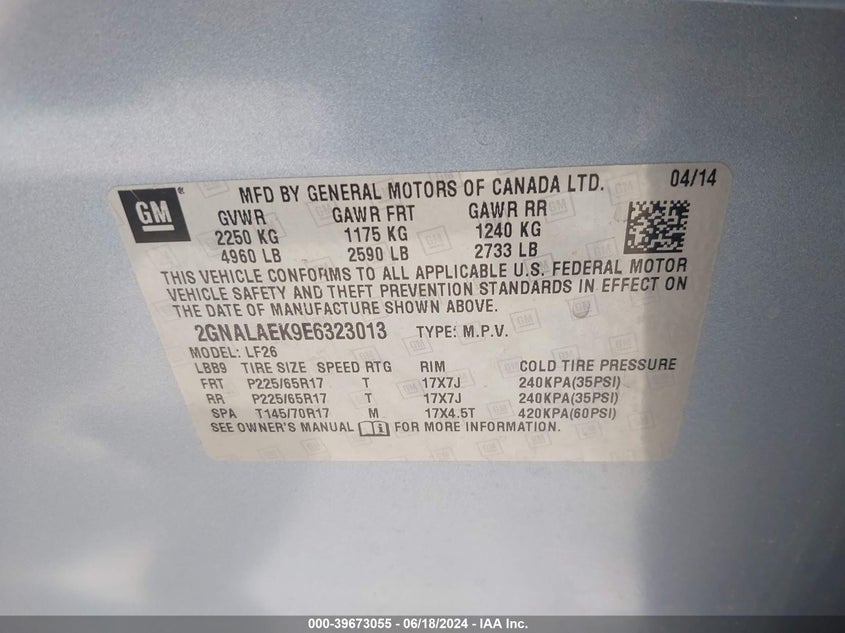 GM
MFD BY GENERAL MOTORS OF CANADA LTD. 04/14
GVWR GAWR FRT GAWR RR
2250 KG 1175 KG 1240 KG
4960 LB 2590 LB 2733 LB
THIS VEHICLE CONFORMS TO ALL APPLICABLE U.S. FEDERAL MOTOR
VEHICLE SAFETY AND THEFT PREVENTION STANDARDS IN EFFECT ON
THE DATE OF MANUFACTURE SHOWN ABOVE.
2GNALAEK9E6323013 TYPE: M.P.V.
MODEL: LF26
LBB9 TIRE SIZE SPEED RTG RIM COLD TIRE PRESSURE
FRT P225/65R17 T 17X7J 240KPA(35PSI)
RR P225/65R17 T 17X7J 240KPA(35PSI)
SPA T145/70R17 M 17X4.5T 420KPA(60PSI)
SEE OWNER'S MANUAL FOR MORE INFORMATION.
000-39673055 - 06/18/2024 - IAA Inc.